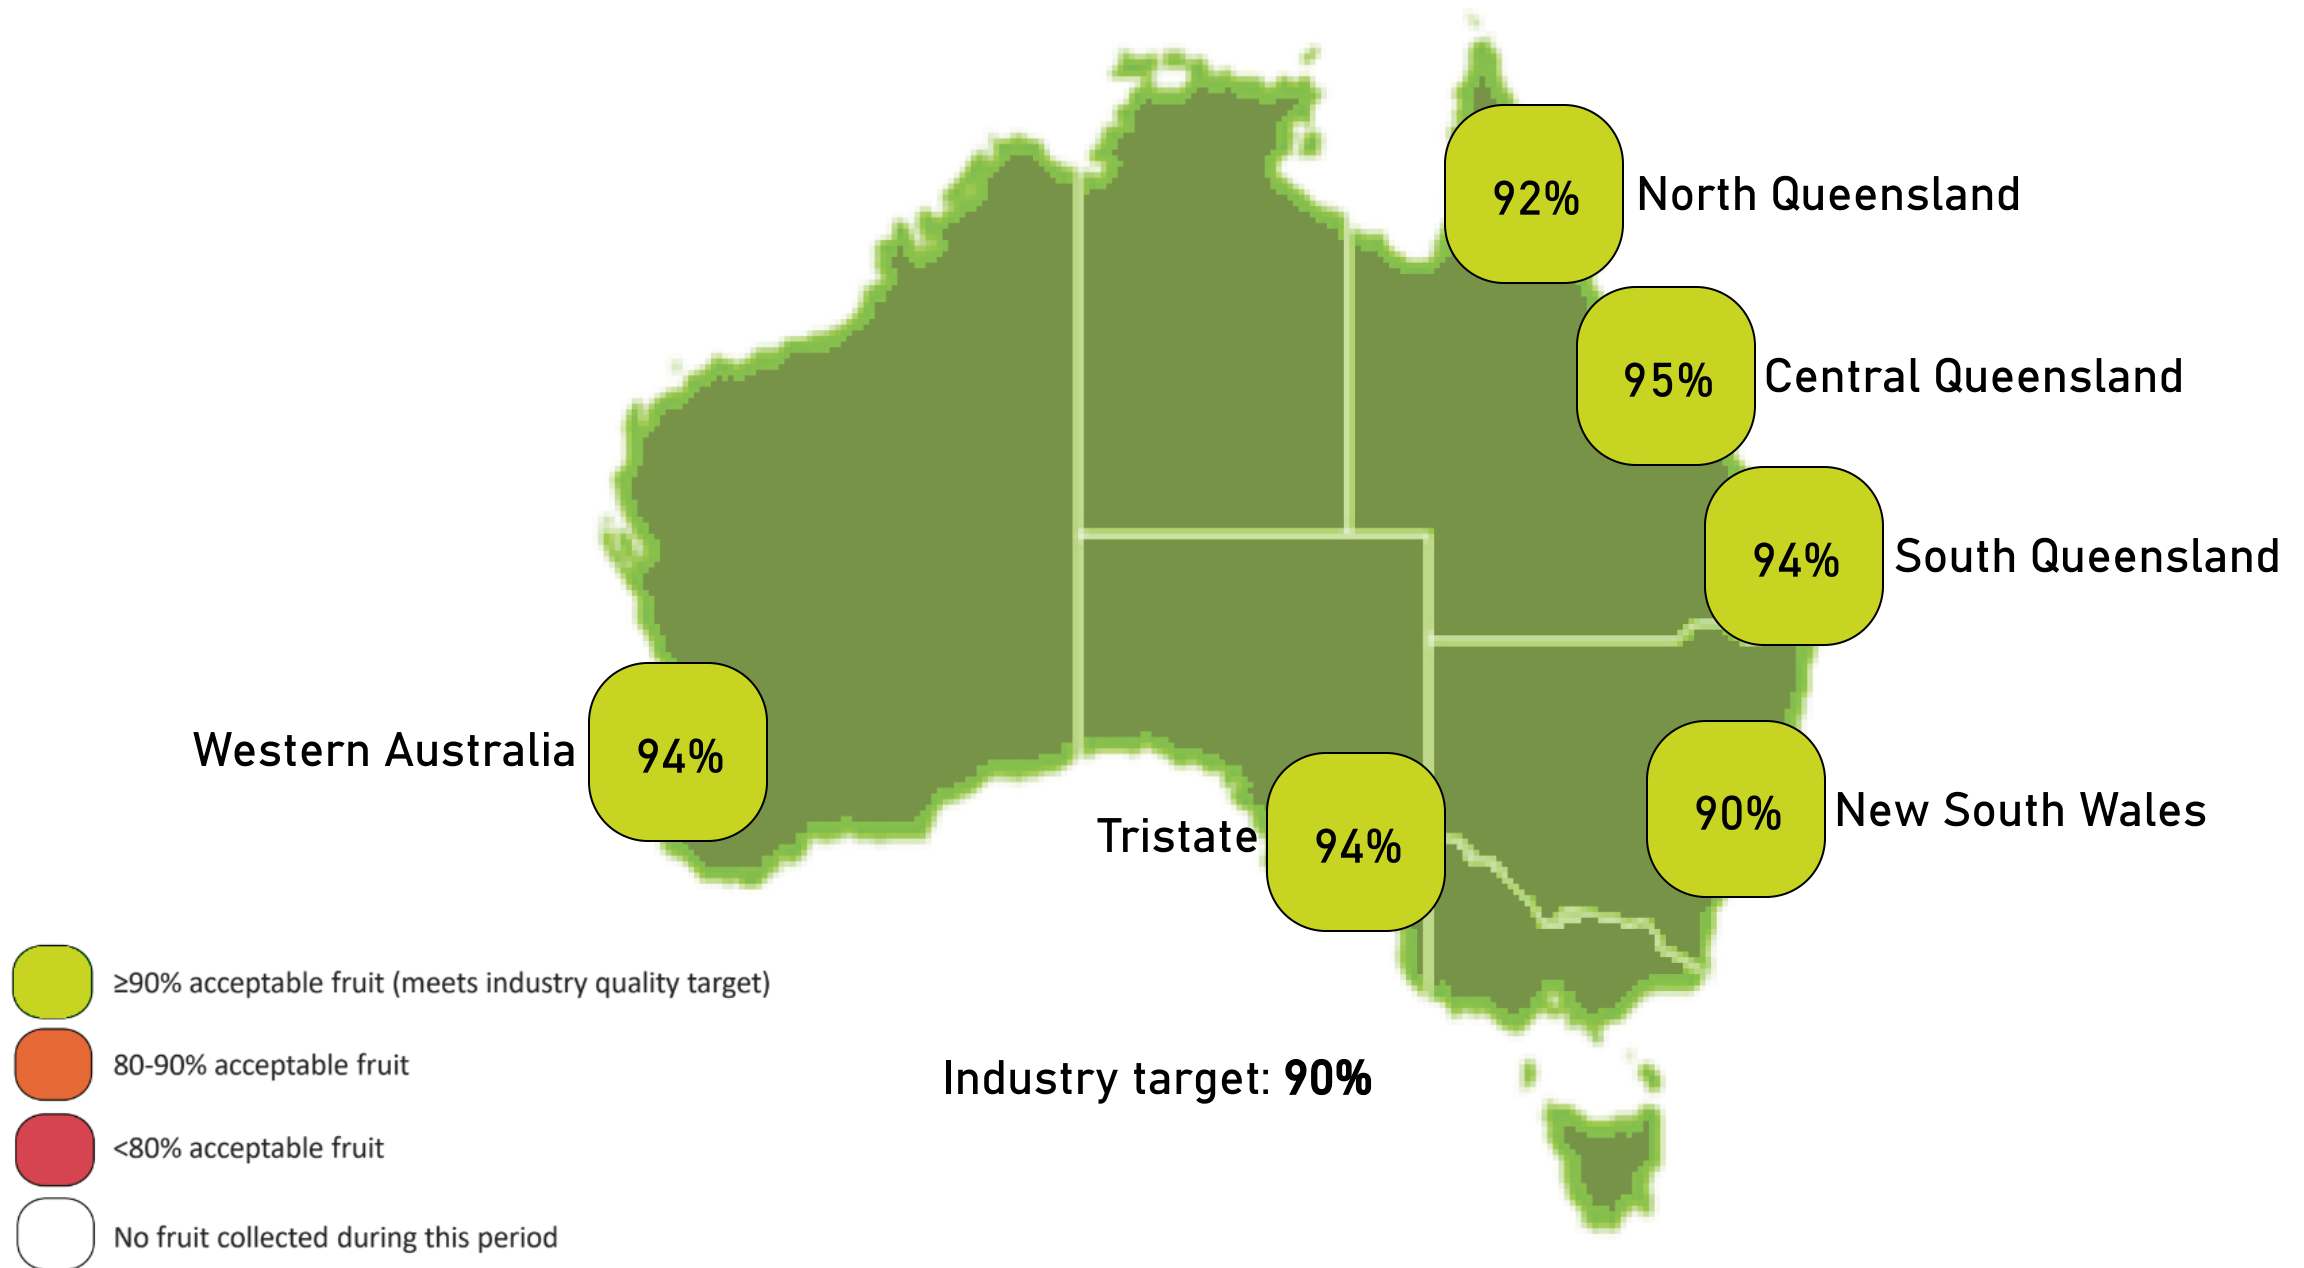 92% North Queensland
95% Central Queensland
94% South Queensland
Western Australia 94%
Tristate 94%
90% New South Wales
≥90% acceptable fruit (meets industry quality target)
80-90% acceptable fruit
Industry target: 90%
<80% acceptable fruit
No fruit collected during this period